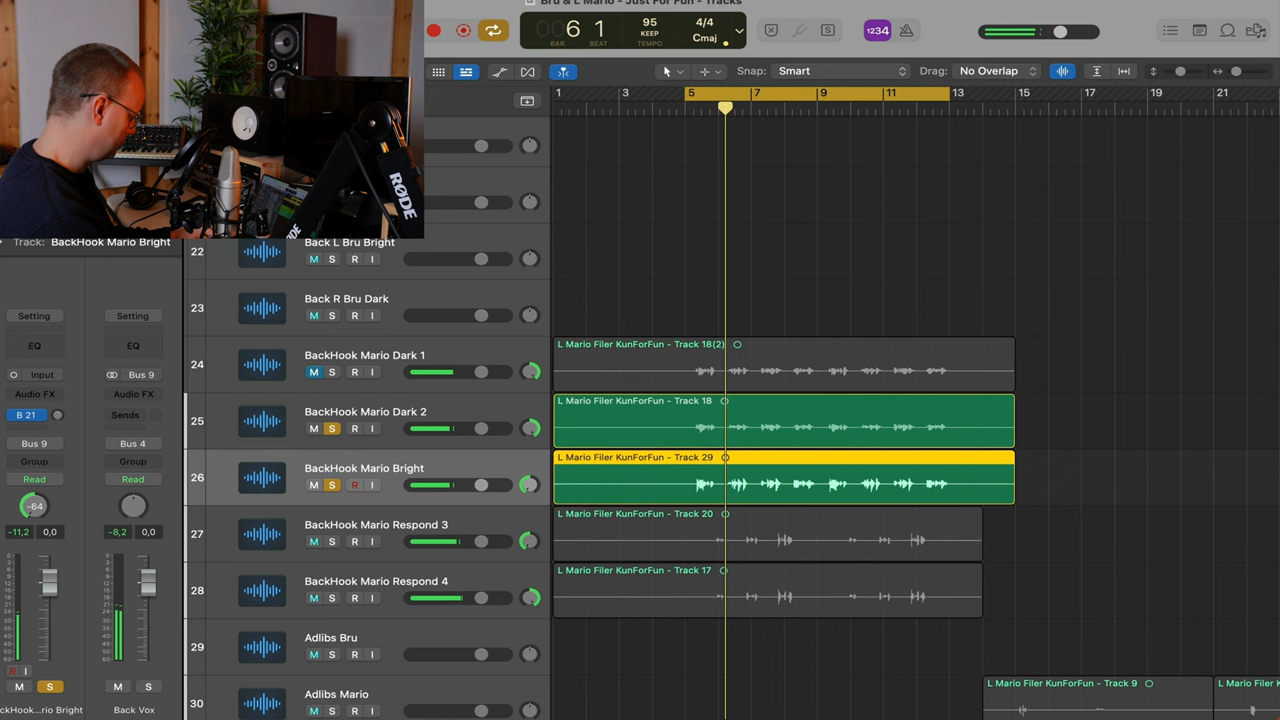 Bru & L Mario - Just For Fun - Tracks
006 1
BAR BEAT
95
KEEP
TEMPO
4/4
Cmaj
S
1234
Snap: Smart
Drag: No Overlap
1 3 5 7 9 11 13 15 17 19 21
RØDE
RØDE
Track: BackHook Mario Bright
22 Back L Bru Bright
M S R I
23 Back R Bru Dark
M S R I
24 BackHook Mario Dark 1
M S R I
L Mario Filer KunForFun - Track 18(2)
25 BackHook Mario Dark 2
M S R I
L Mario Filer KunForFun - Track 18
26 BackHook Mario Bright
M S R I
L Mario Filer KunForFun - Track 29
27 BackHook Mario Respond 3
M S R I
L Mario Filer KunForFun - Track 20
28 BackHook Mario Respond 4
M S R I
L Mario Filer KunForFun - Track 17
29 Adlibs Bru
M S R I
30 Adlibs Mario
M S R I
L Mario Filer KunForFun - Track 9
L Mario Filer K
Setting Setting
EQ EQ
Input Bus 9
Audio FX Audio FX
B 21 Sends
Bus 9 Bus 4
Group Group
Read Read
-64
-11,2 0,0 -8,2 0,0
R I
M S M S
ckHook...rio Bright Back Vox